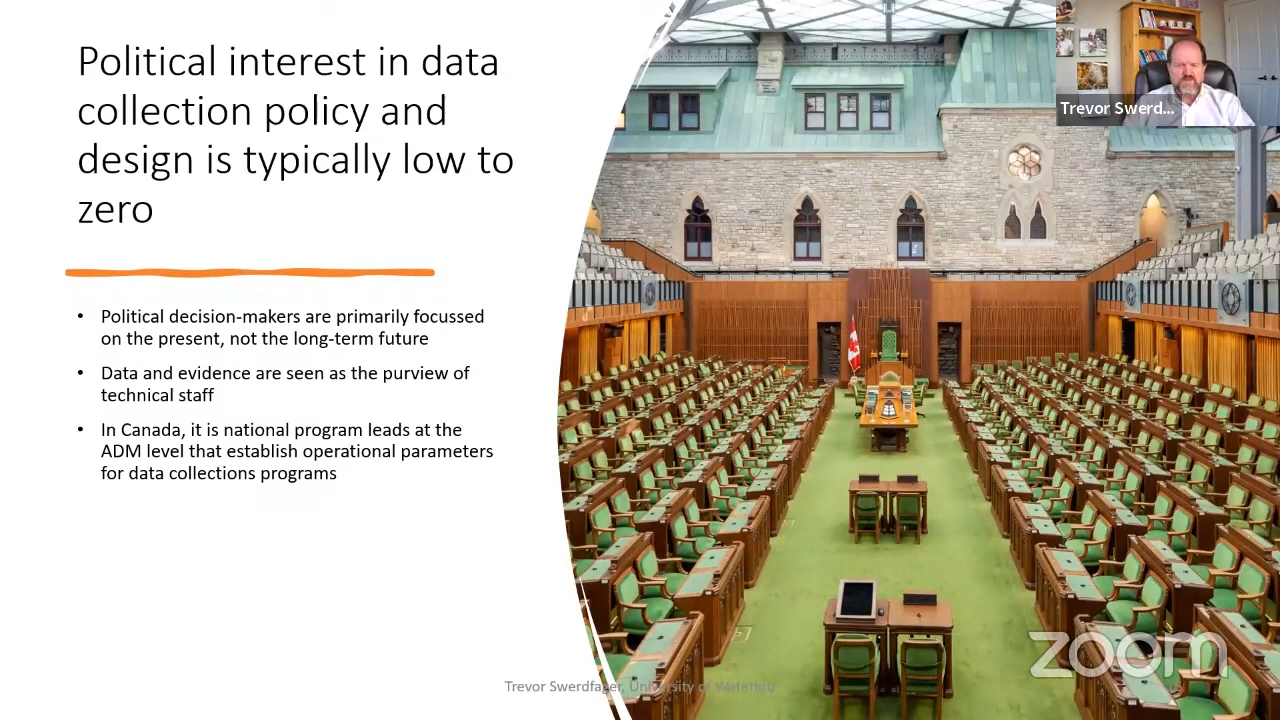 Political interest in data
collection policy and
design is typically low to
zero
• Political decision-makers are primarily focussed
on the present, not the long-term future
• Data and evidence are seen as the purview of
technical staff
• In Canada, it is national program leads at the
ADM level that establish operational parameters
for data collections programs
Trevor Swerd...
zoom
Trevor Swerdfager, University of Waterloo